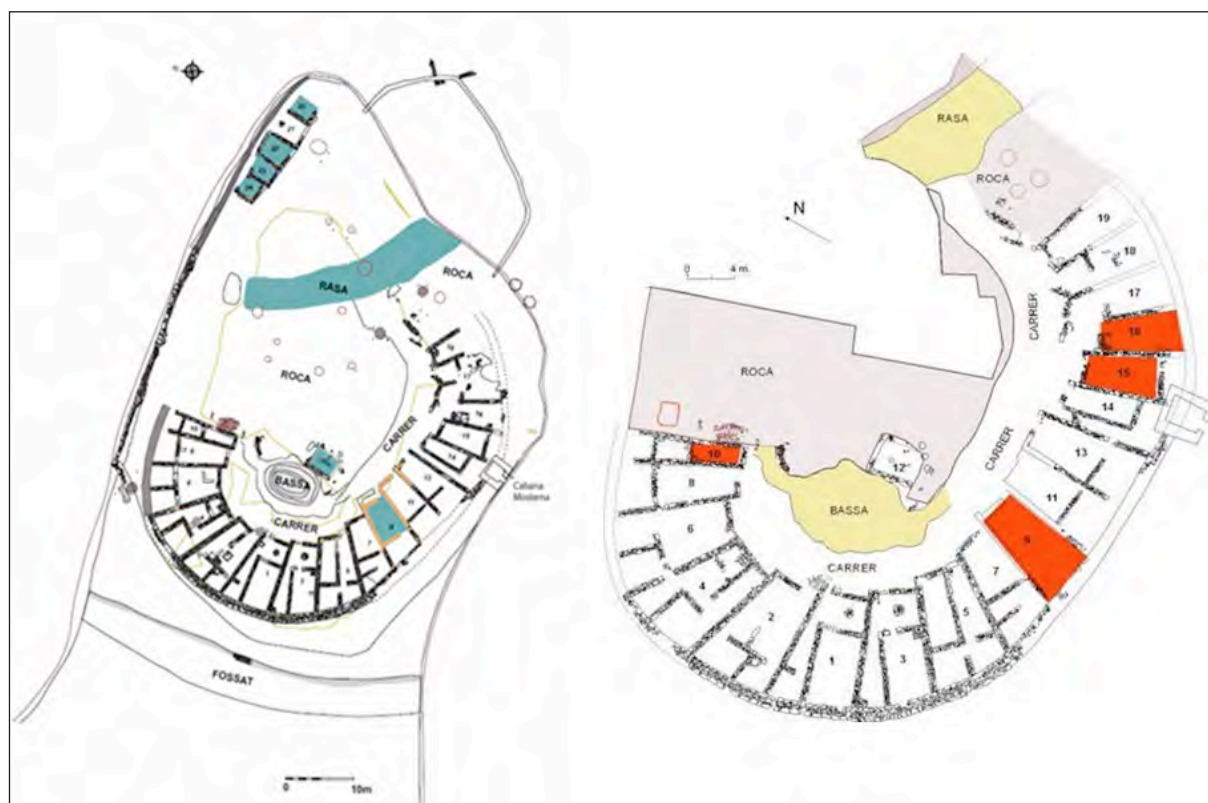 RASA
ROCA
ROCA
CARRER
BASSA
CARRER
Cabana
Moderna
FOSSAT
0 10m
RASA
ROCA
N
0 4 m.
19
18
17
16
15
14
13
11
9
7
5
3
1
2
4
6
8
10
12
ROCA
BASSA
CARRER
CARRER
CARRER